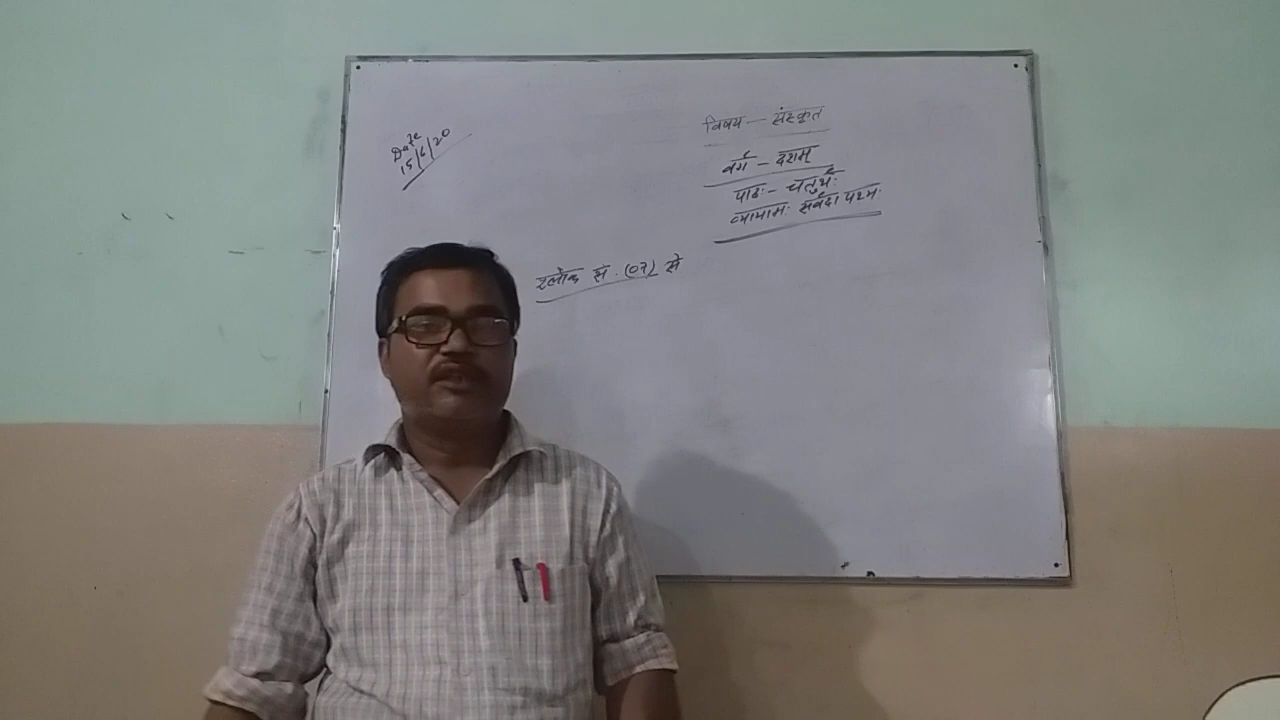 Date
15/6/20
विषय — संस्कृत
वर्ग – दशम्
पाठः – चतुर्थः
व्यायामः सर्वदा पथ्यः
श्लोक सं. (07) से